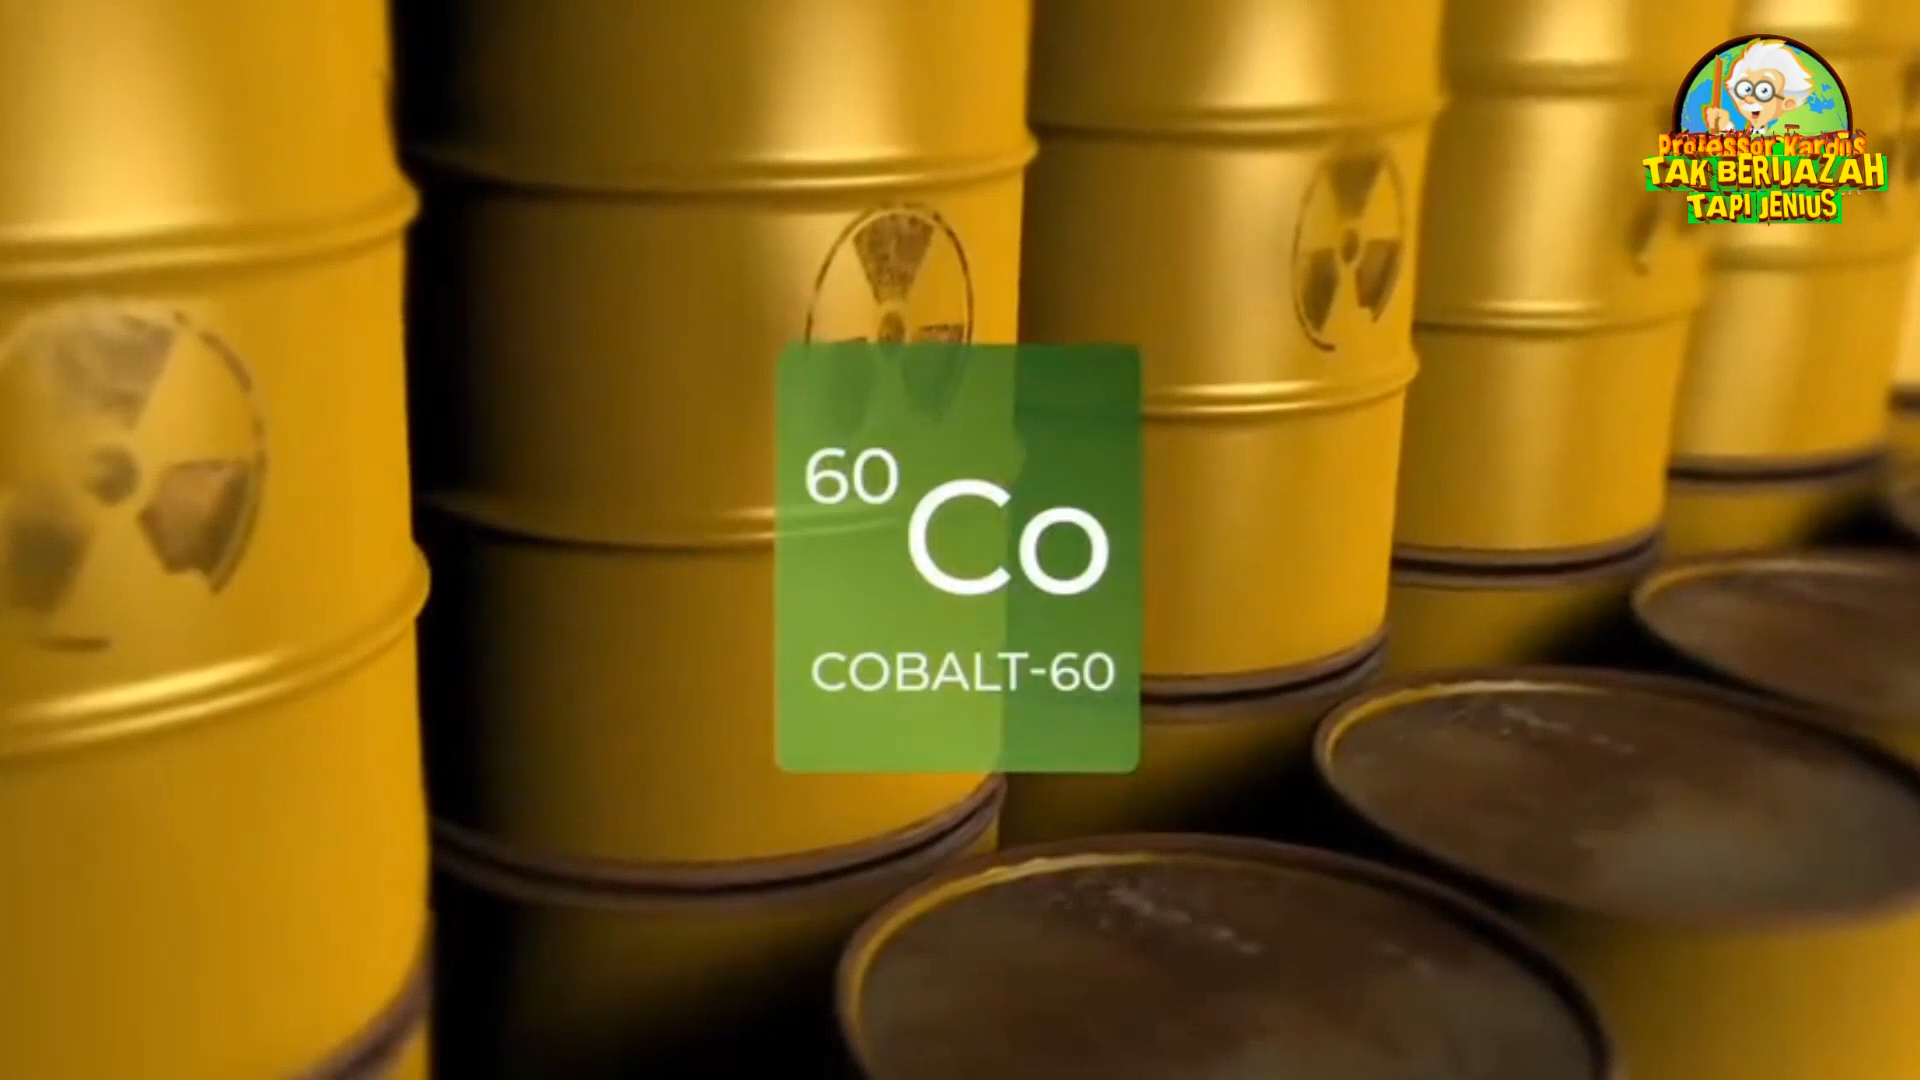 Professor Kardus
TAK BERIJAZAH
TAPI JENIUS
60
Co
COBALT-60